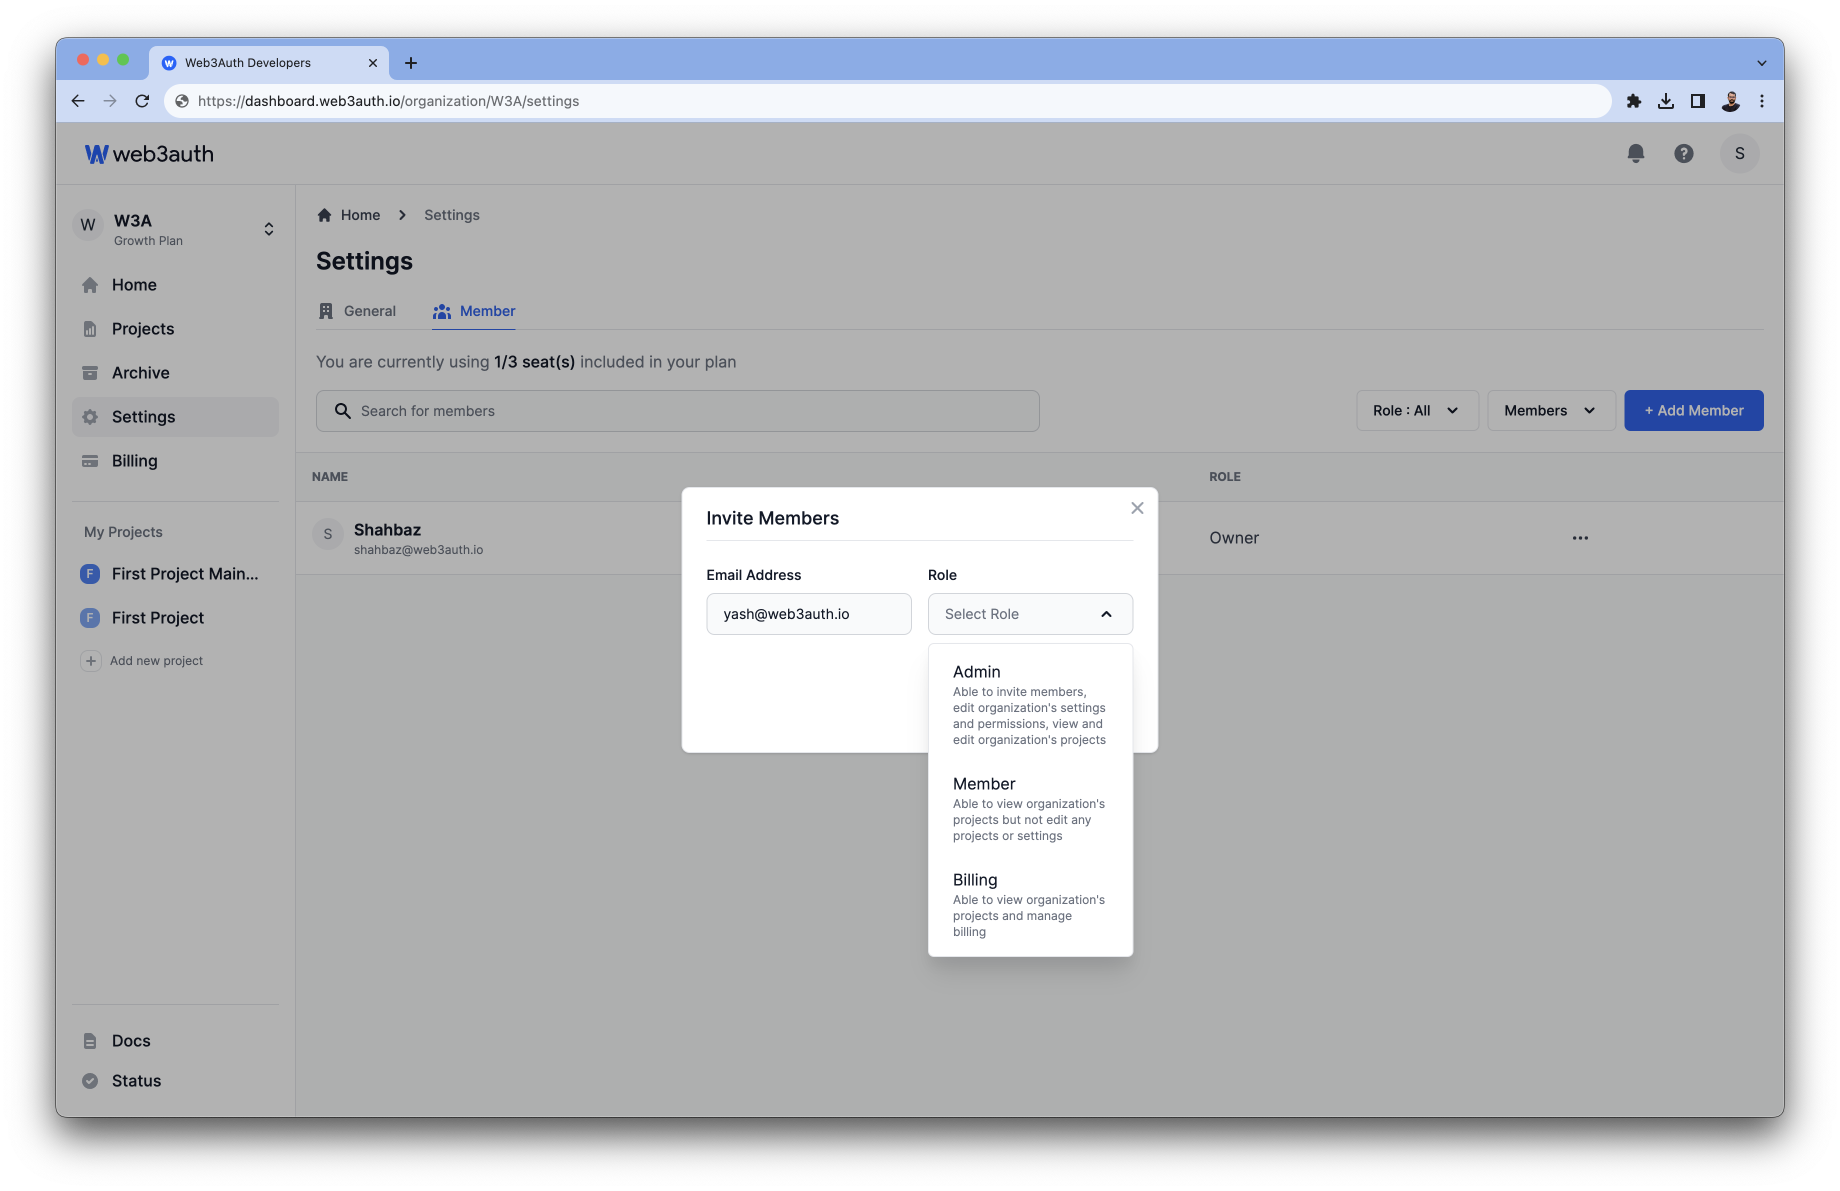 Web3Auth Developers
https://dashboard.web3auth.io/organization/W3A/settings
web3auth
S
W
W3A
Growth Plan
Home
Projects
Archive
Settings
Billing
My Projects
F First Project Main...
F First Project
+ Add new project
Docs
Status
Home > Settings
Settings
General
Member
You are currently using 1/3 seat(s) included in your plan
Search for members
Role : All
Members
+ Add Member
NAME
ROLE
S
Shahbaz
shahbaz@web3auth.io
Owner
Invite Members
Email Address
Role
yash@web3auth.io
Select Role
Admin
Able to invite members,
edit organization's settings
and permissions, view and
edit organization's projects
Member
Able to view organization's
projects but not edit any
projects or settings
Billing
Able to view organization's
projects and manage
billing